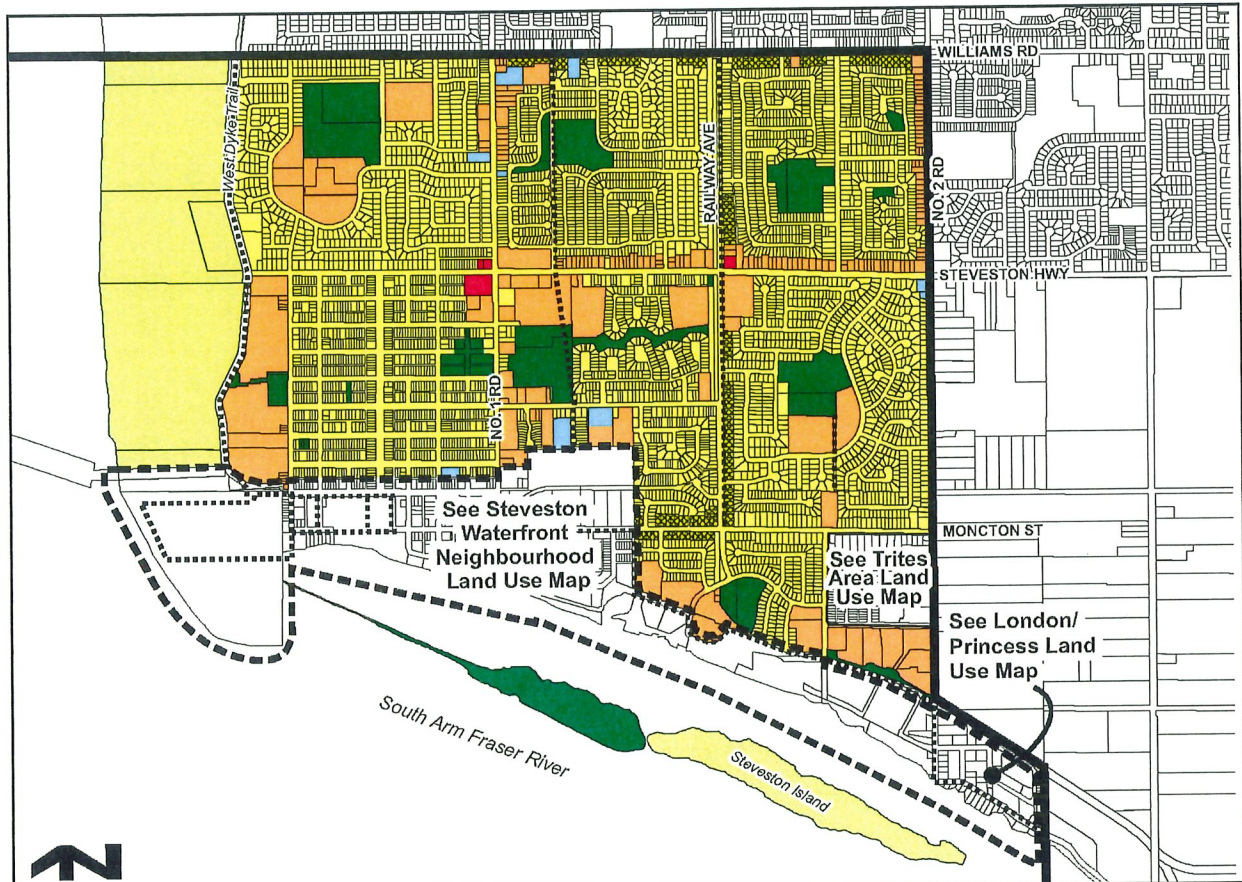 WILLIAMS RD
West Dyke Trail
RAILWAY AVE
NO. 2 RD
STEVESTON HWY
NO. 1 RD
MONCTON ST
See Steveston
Waterfront
Neighbourhood
Land Use Map
See Trites
Area Land
Use Map
See London/
Princess Land
Use Map
South Arm Fraser River
Steveston Island